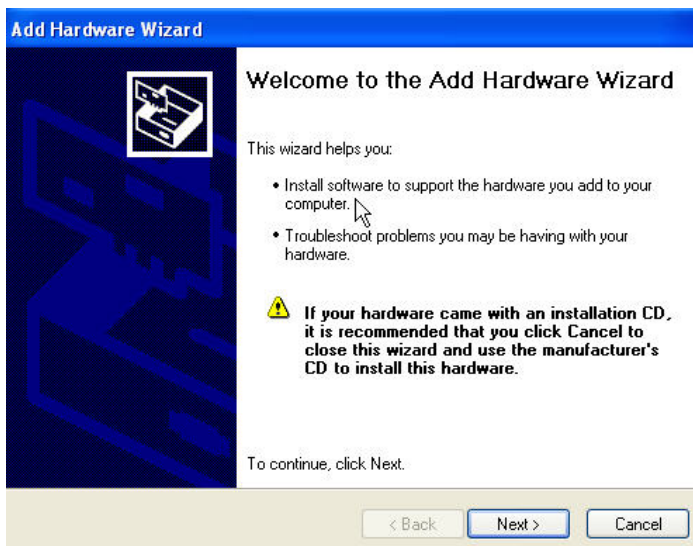 Add Hardware Wizard
Welcome to the Add Hardware Wizard
This wizard helps you:
• Install software to support the hardware you add to your
computer.
• Troubleshoot problems you may be having with your
hardware.
If your hardware came with an installation CD,
it is recommended that you click Cancel to
close this wizard and use the manufacturer's
CD to install this hardware.
To continue, click Next.
< Back Next > Cancel